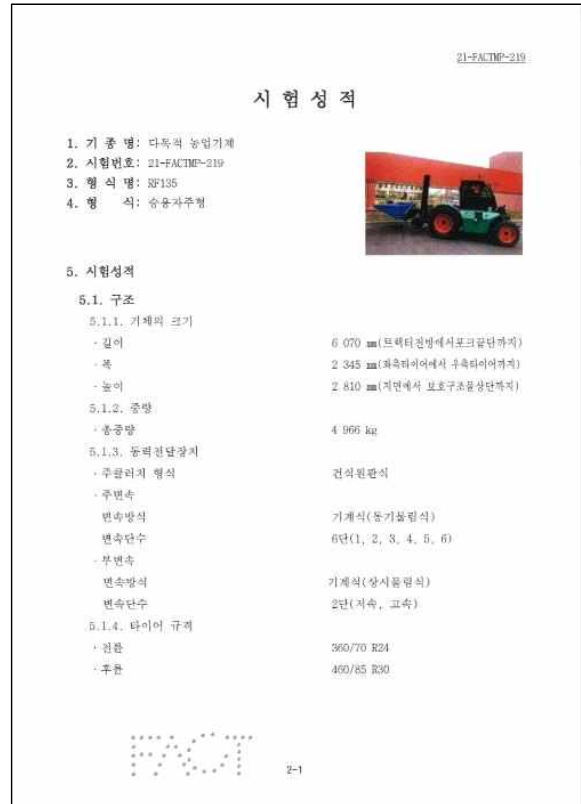 21-FACTMP-219
시 험 성 적
1. 기 종 명: 다목적 농업기계
2. 시험번호: 21-FACTMP-219
3. 형 식 명: RF135
4. 형 식: 승용자주형
5. 시험성적
5.1. 구조
5.1.1. 기체의 크기
· 길이 6 070 mm(트랙터전방에서포크끝단까지)
· 폭 2 345 mm(좌측타이어에서 우측타이어까지)
· 높이 2 810 mm(지면에서 보호구조물상단까지)
5.1.2. 중량
· 총중량 4 966 kg
5.1.3. 동력전달장치
· 주클러치 형식 건식원판식
· 주변속
변속방식 기계식(동기물림식)
변속단수 6단(1, 2, 3, 4, 5, 6)
· 부변속
변속방식 기계식(상시물림식)
변속단수 2단(저속, 고속)
5.1.4. 타이어 규격
· 전륜 360/70 R24
· 후륜 460/85 R30
FACT
2-1